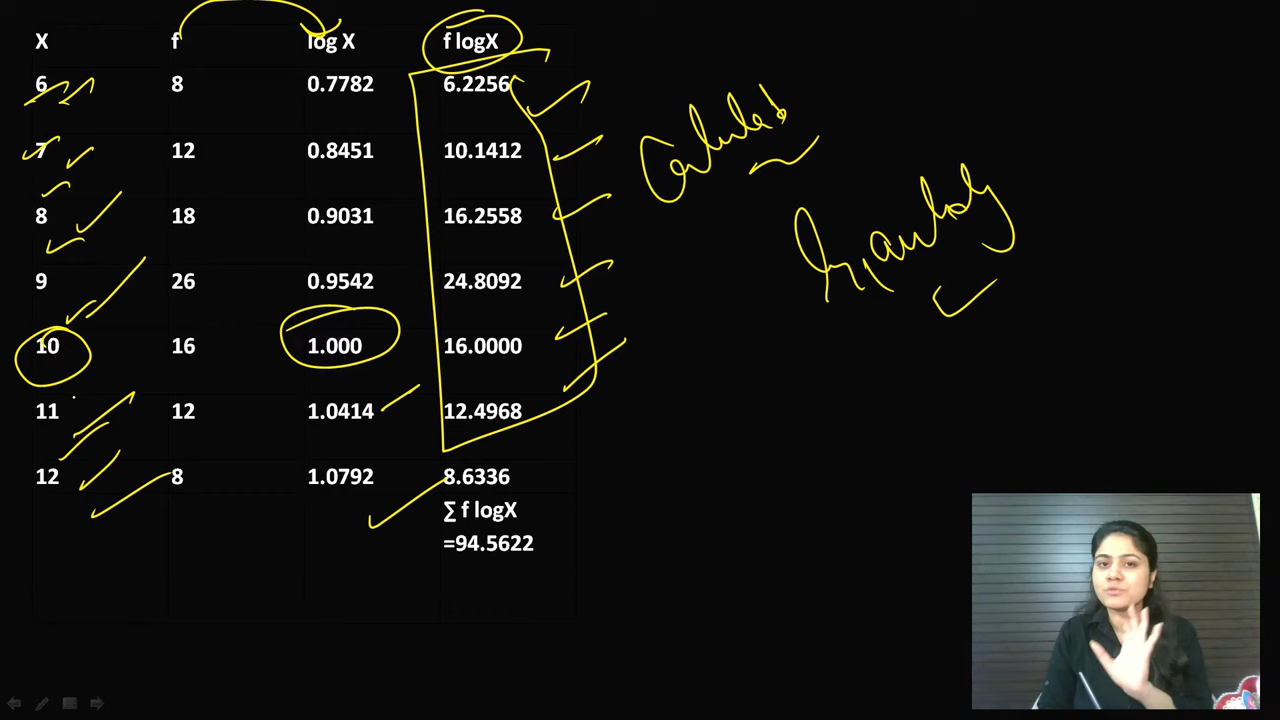 X f log X f logX
6 8 0.7782 6.2256
7 12 0.8451 10.1412
8 18 0.9031 16.2558
9 26 0.9542 24.8092
10 16 1.000 16.0000
11 12 1.0414 12.4968
12 8 1.0792 8.6336
∑ f logX
=94.5622